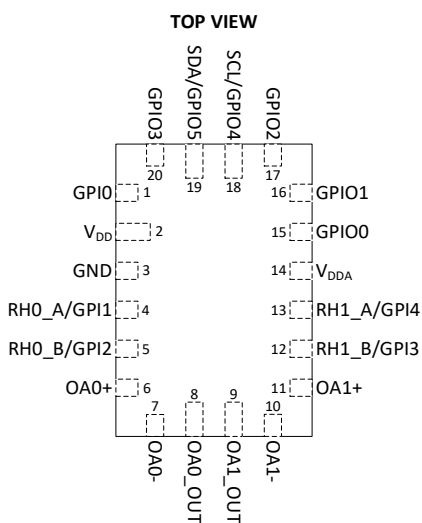 TOP VIEW
GPIO3
SDA/GPIO5
SCL/GPIO4
GPIO2
20
19
18
17
GPI0
1
16
GPIO1
VDD
2
15
GPIO0
GND
3
14
VDDA
RH0_A/GPI1
4
13
RH1_A/GPI4
RH0_B/GPI2
5
12
RH1_B/GPI3
OA0+
6
11
OA1+
7
8
9
10
OA0-
OA0_OUT
OA1_OUT
OA1-